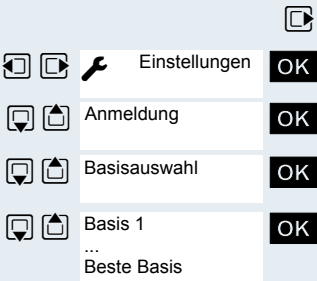 Einstellungen OK
Anmeldung OK
Basisauswahl OK
Basis 1 OK
...
Beste Basis